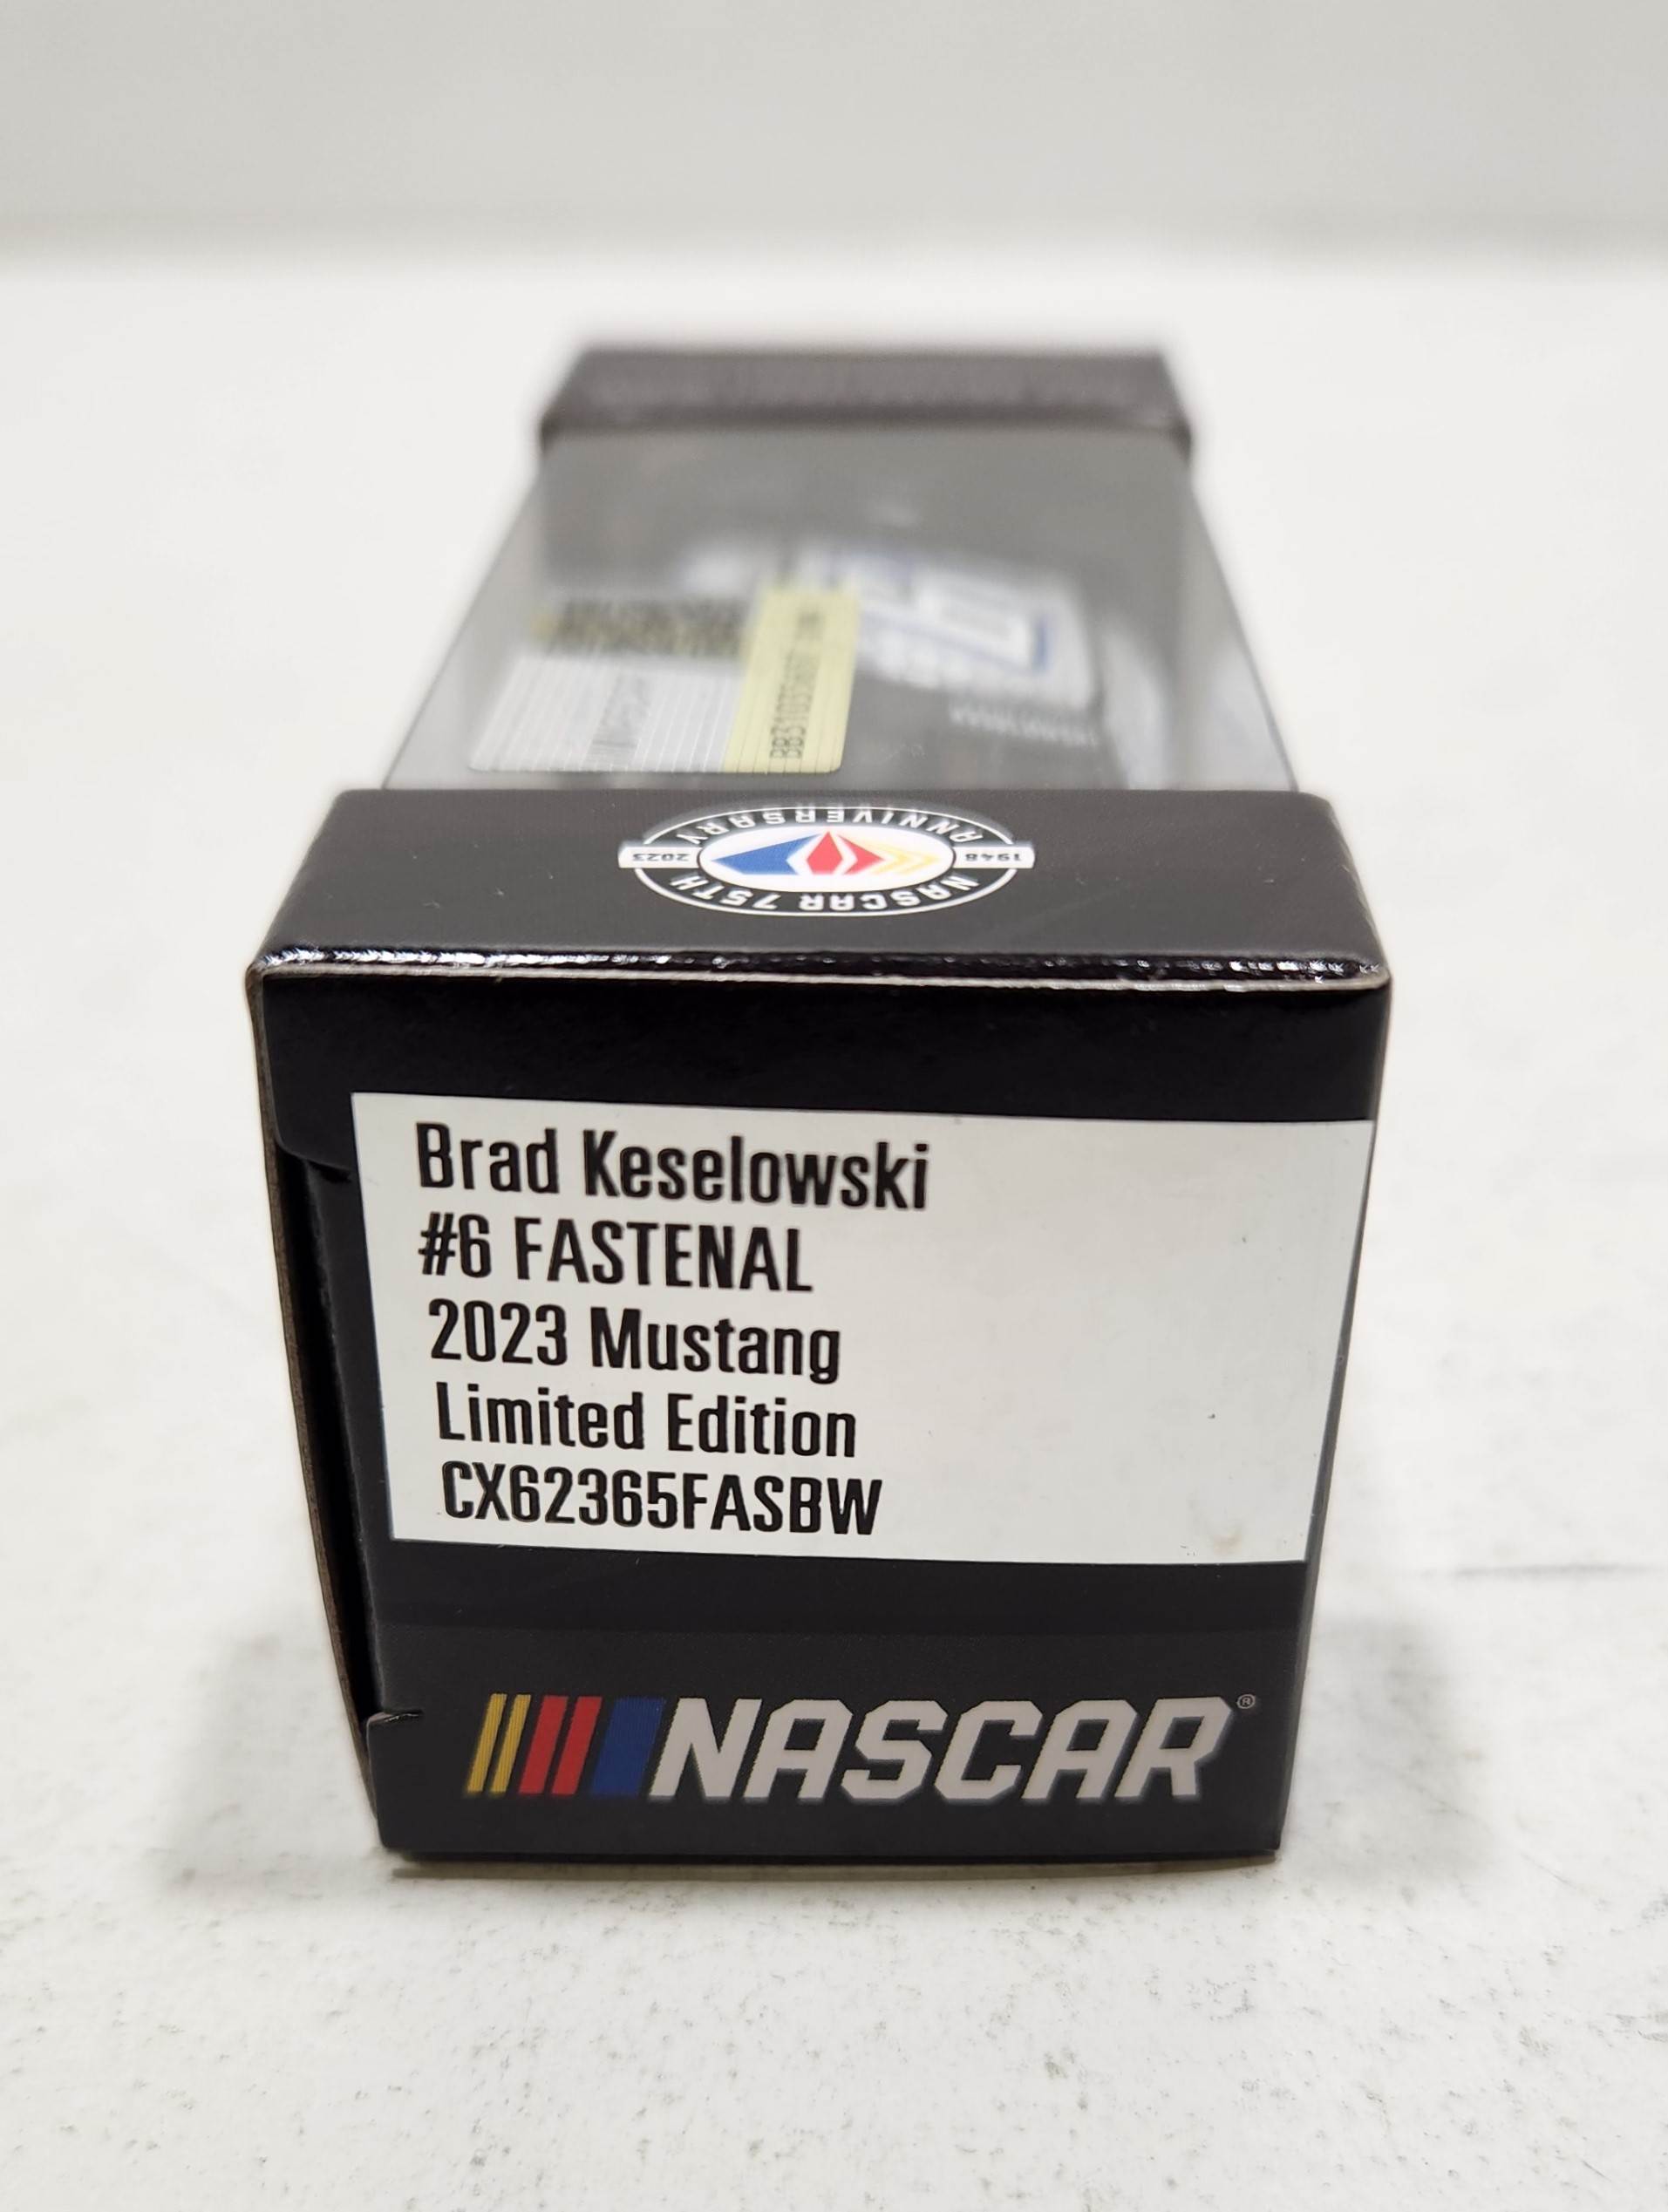 NASCAR 75TH
ANNIVERSARY
1948 2023
Brad Keselowski
#6 FASTENAL
2023 Mustang
Limited Edition
CX62365FASBW
NASCAR®